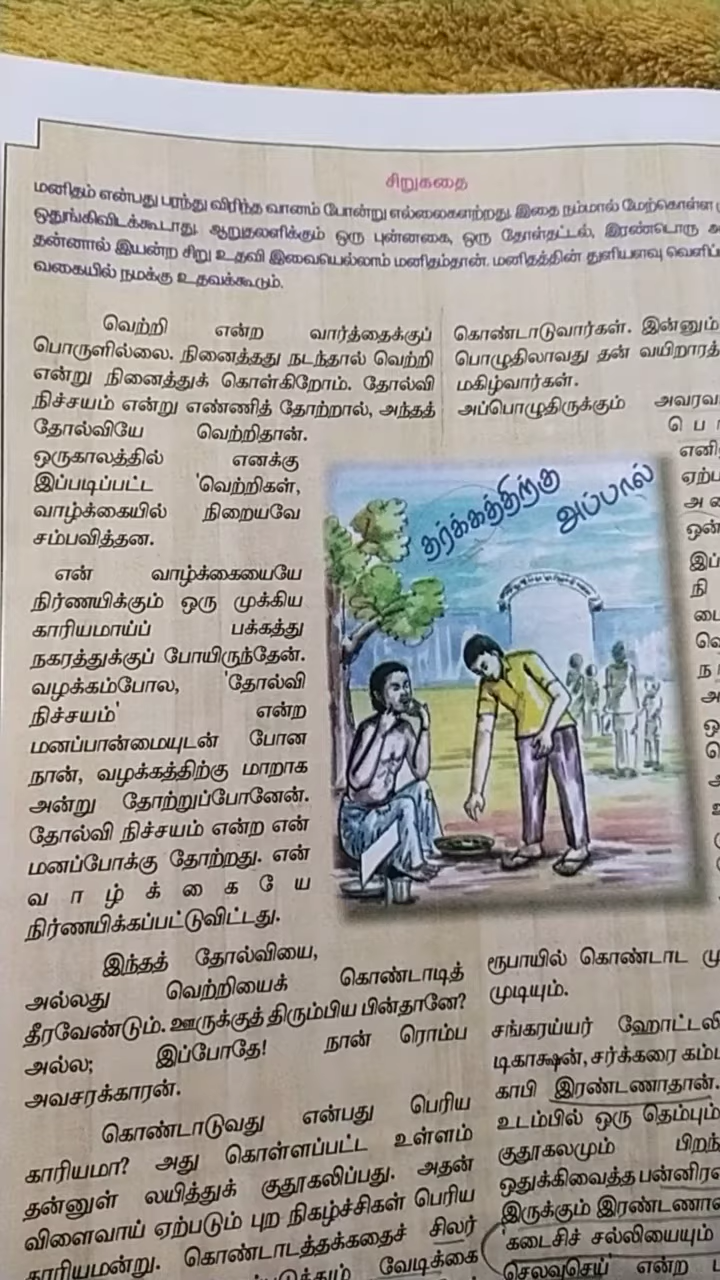 சிறுகதை
மனிதம் என்பது பரந்து விரிந்த வானம் போன்று எல்லைகளற்றது. இதை நம்மால் மேற்கொள்ள
ஒதுங்கிவிடக்கூடாது. ஆறுதலளிக்கும் ஒரு புன்னகை, ஒரு தோள்தட்டல், இரண்டொரு
தன்னால் இயன்ற சிறு உதவி இவையெல்லாம் மனிதம்தான். மனிதத்தின் துளியளவு
வகையில் நமக்கு உதவக்கூடும்.
வெற்றி என்ற வார்த்தைக்குப்
பொருளில்லை. நினைத்தது நடந்தால் வெற்றி
என்று நினைத்துக் கொள்கிறோம். தோல்வி
நிச்சயம் என்று எண்ணித் தோற்றால், அந்தத்
தோல்வியே வெற்றிதான்.
ஒருகாலத்தில் எனக்கு
இப்படிப்பட்ட 'வெற்றிகள்,
வாழ்க்கையில் நிறையவே
சம்பவித்தன.
என் வாழ்க்கையையே
நிர்ணயிக்கும் ஒரு முக்கிய
காரியமாய்ப் பக்கத்து
நகரத்துக்குப் போயிருந்தேன்.
வழக்கம்போல, 'தோல்வி
நிச்சயம்' என்ற
மனப்பான்மையுடன் போன
நான், வழக்கத்திற்கு மாறாக
அன்று தோற்றுப்போனேன்.
தோல்வி நிச்சயம் என்ற என்
மனப்போக்கு தோற்றது. என்
வாழ்க்கையே
நிர்ணயிக்கப்பட்டுவிட்டது.
இந்தத் தோல்வியை,
அல்லது வெற்றியைக் கொண்டாடித்
தீரவேண்டும். ஊருக்குத் திரும்பிய பின்தானே?
அல்ல; இப்போதே! நான் ரொம்ப
அவசரக்காரன்.
கொண்டாடுவது என்பது பெரிய
காரியமா? அது கொள்ளப்பட்ட உள்ளம்
தன்னுள் லயித்துக் குதூகலிப்பது. அதன்
விளைவாய் ஏற்படும் புற நிகழ்ச்சிகள் பெரிய
காரியமன்று. கொண்டாடத்தக்கதைச் சிலர்
வேடிக்கை
தர்க்கத்திற்கு
அப்பால்
கொண்டாடுவார்கள். இன்னும்
பொழுதிலாவது தன் வயிறாரத்
மகிழ்வார்கள்.
அப்பொழுதிருக்கும்
ரூபாயில் கொண்டாட
முடியும்.
சங்கரய்யர்
டிகாக்ஷன், சர்க்கரை
காபி இரண்டணாதான்.
உடம்பில் ஒரு தெம்பும்
குதூகலமும்
ஒதுக்கிவைத்த
இருக்கும்
'கடைசிச் சல்லியையும்
செலவுசெய்' என்ற